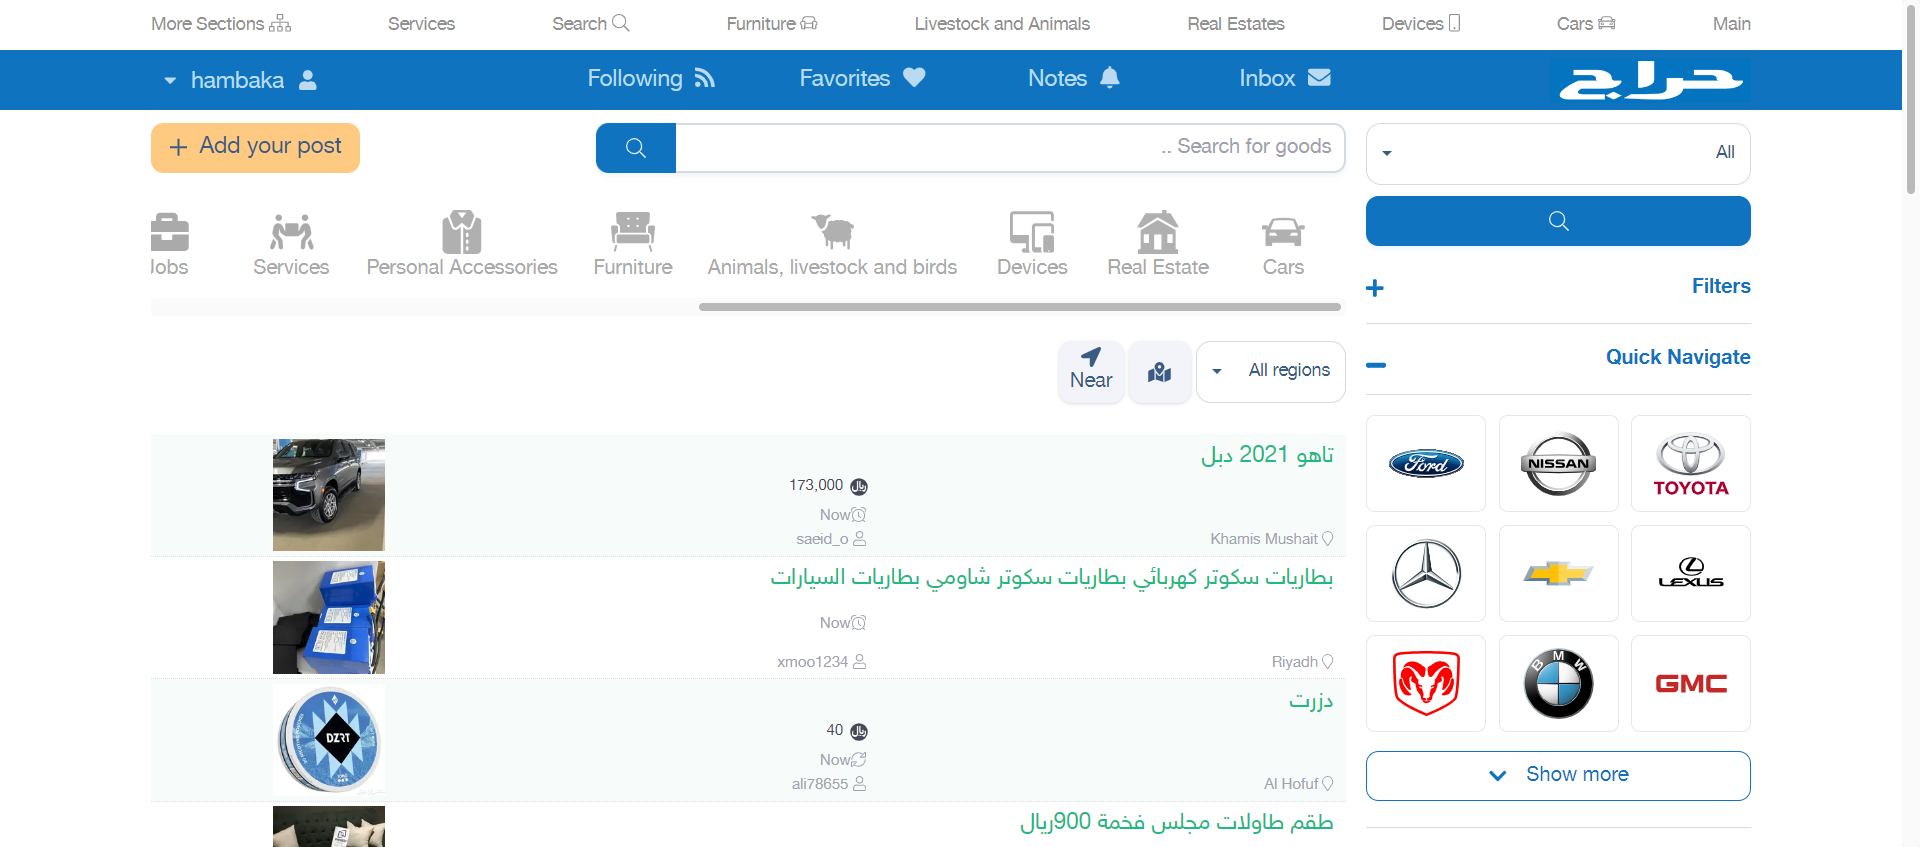 More Sections
Services
Search
Furniture
Livestock and Animals
Real Estates
Devices
Cars
Main
hambaka
Following
Favorites
Notes
Inbox
حراج
+ Add your post
Search for goods ..
All
Jobs
Services
Personal Accessories
Furniture
Animals, livestock and birds
Devices
Real Estate
Cars
Filters
Quick Navigate
Near
All regions
تاهو 2021 دبل
173,000 ريال
Now
saeid_o
Khamis Mushait
بطاريات سكوتر كهربائي بطاريات سكوتر شاومي بطاريات السيارات
Now
xmoo1234
Riyadh
دزرت
40 ريال
Now
ali78655
Al Hofuf
DZRT
طقم طاولات مجلس فخمة 900ريال
Ford
NISSAN
TOYOTA
LEXUS
BMW
GMC
Show more